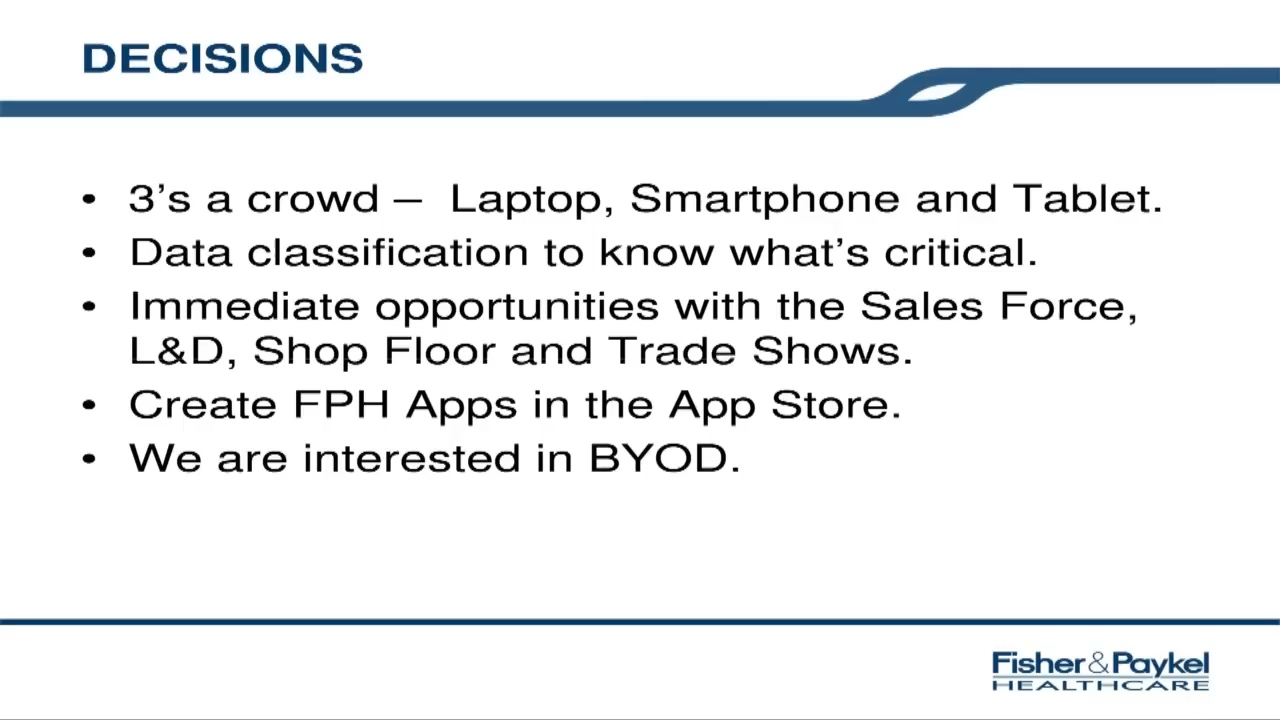 DECISIONS
• 3’s a crowd – Laptop, Smartphone and Tablet.
• Data classification to know what’s critical.
• Immediate opportunities with the Sales Force,
L&D, Shop Floor and Trade Shows.
• Create FPH Apps in the App Store.
• We are interested in BYOD.
Fisher&Paykel
HEALTHCARE